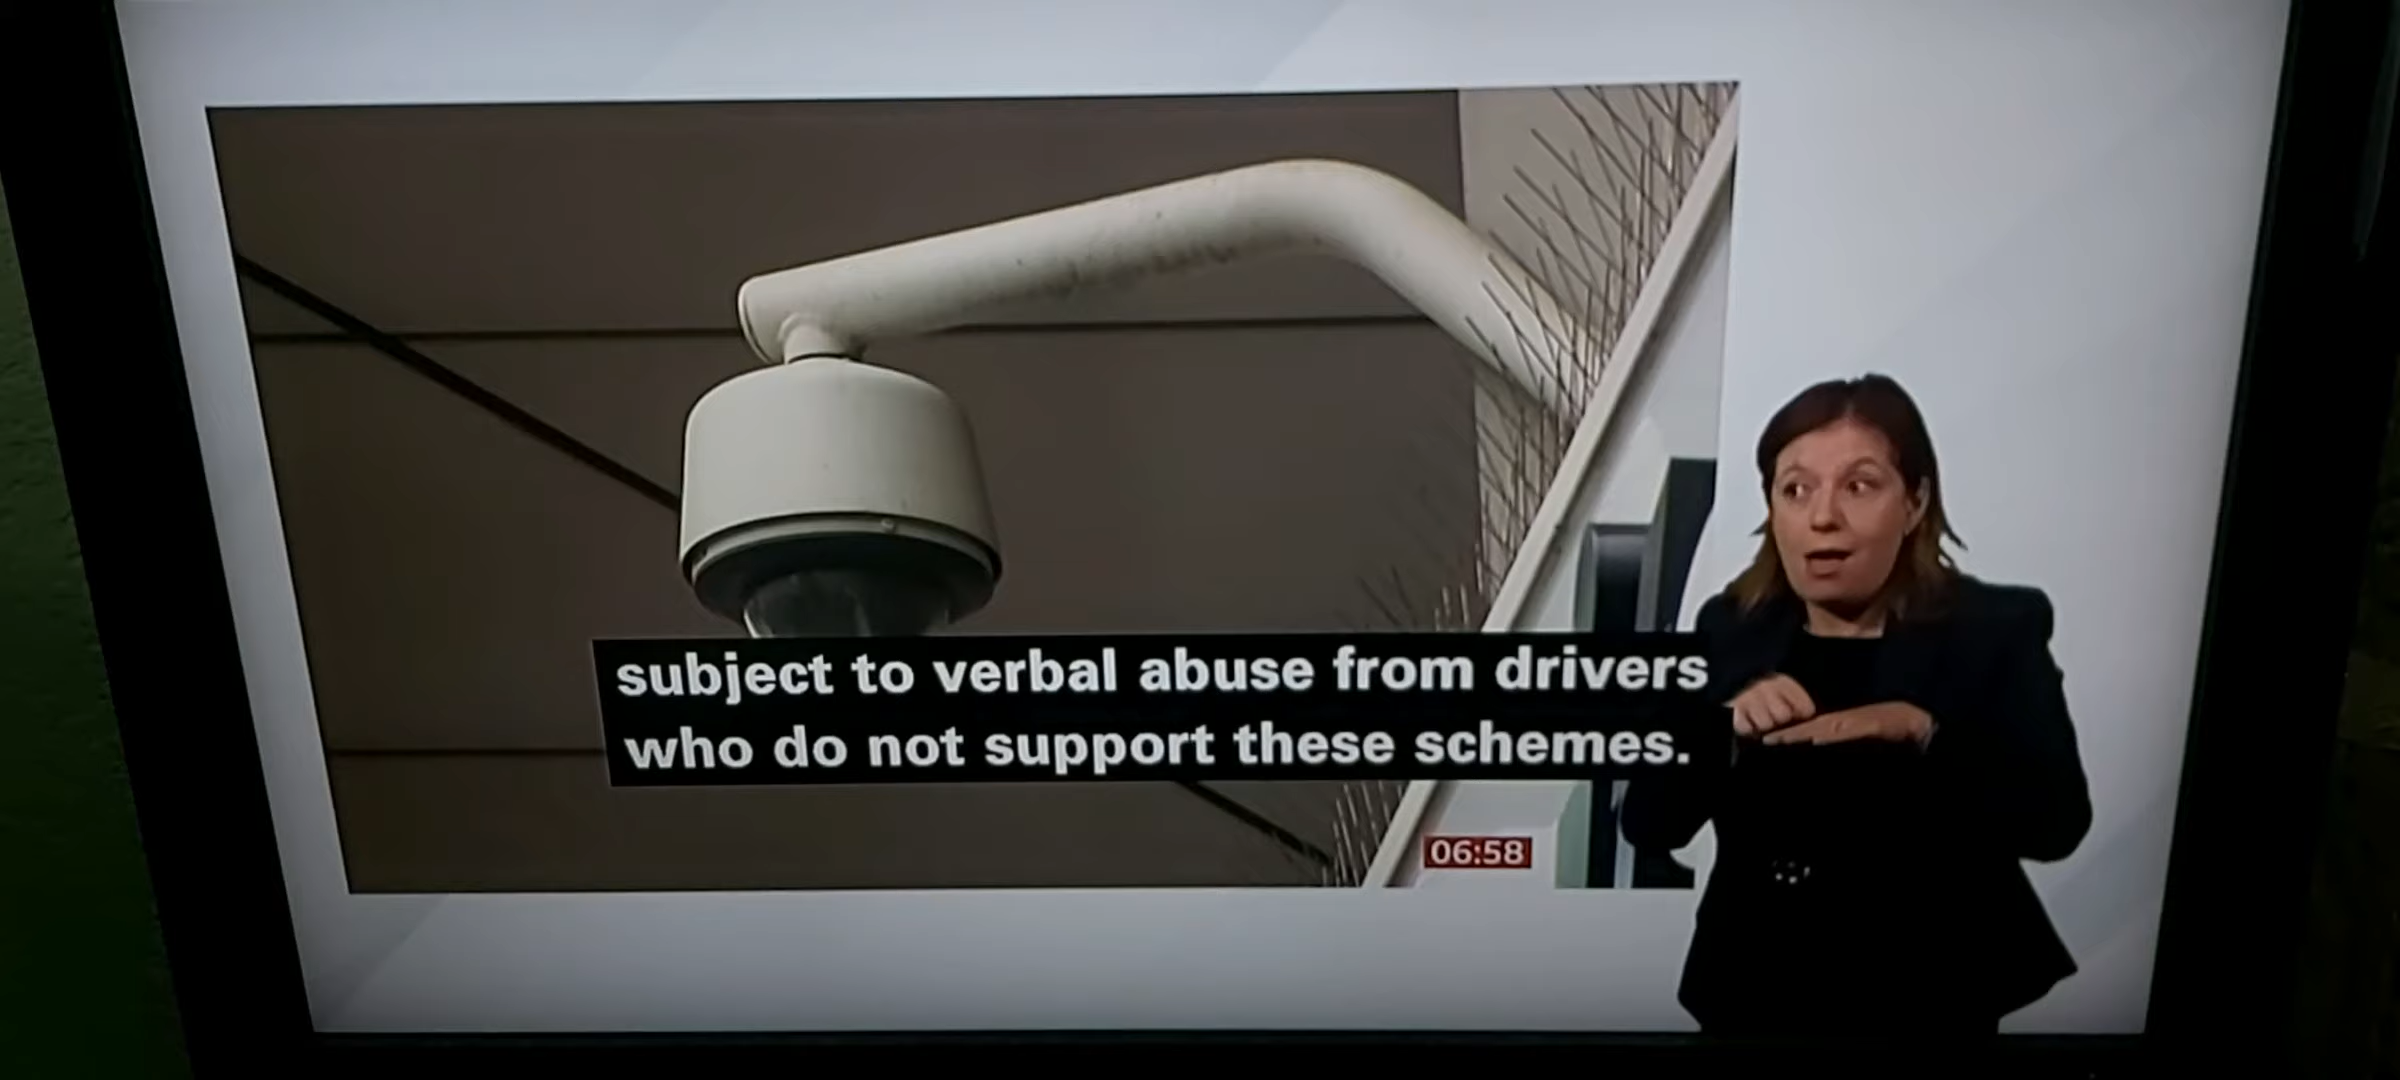 subject to verbal abuse from drivers
who do not support these schemes.
06:58